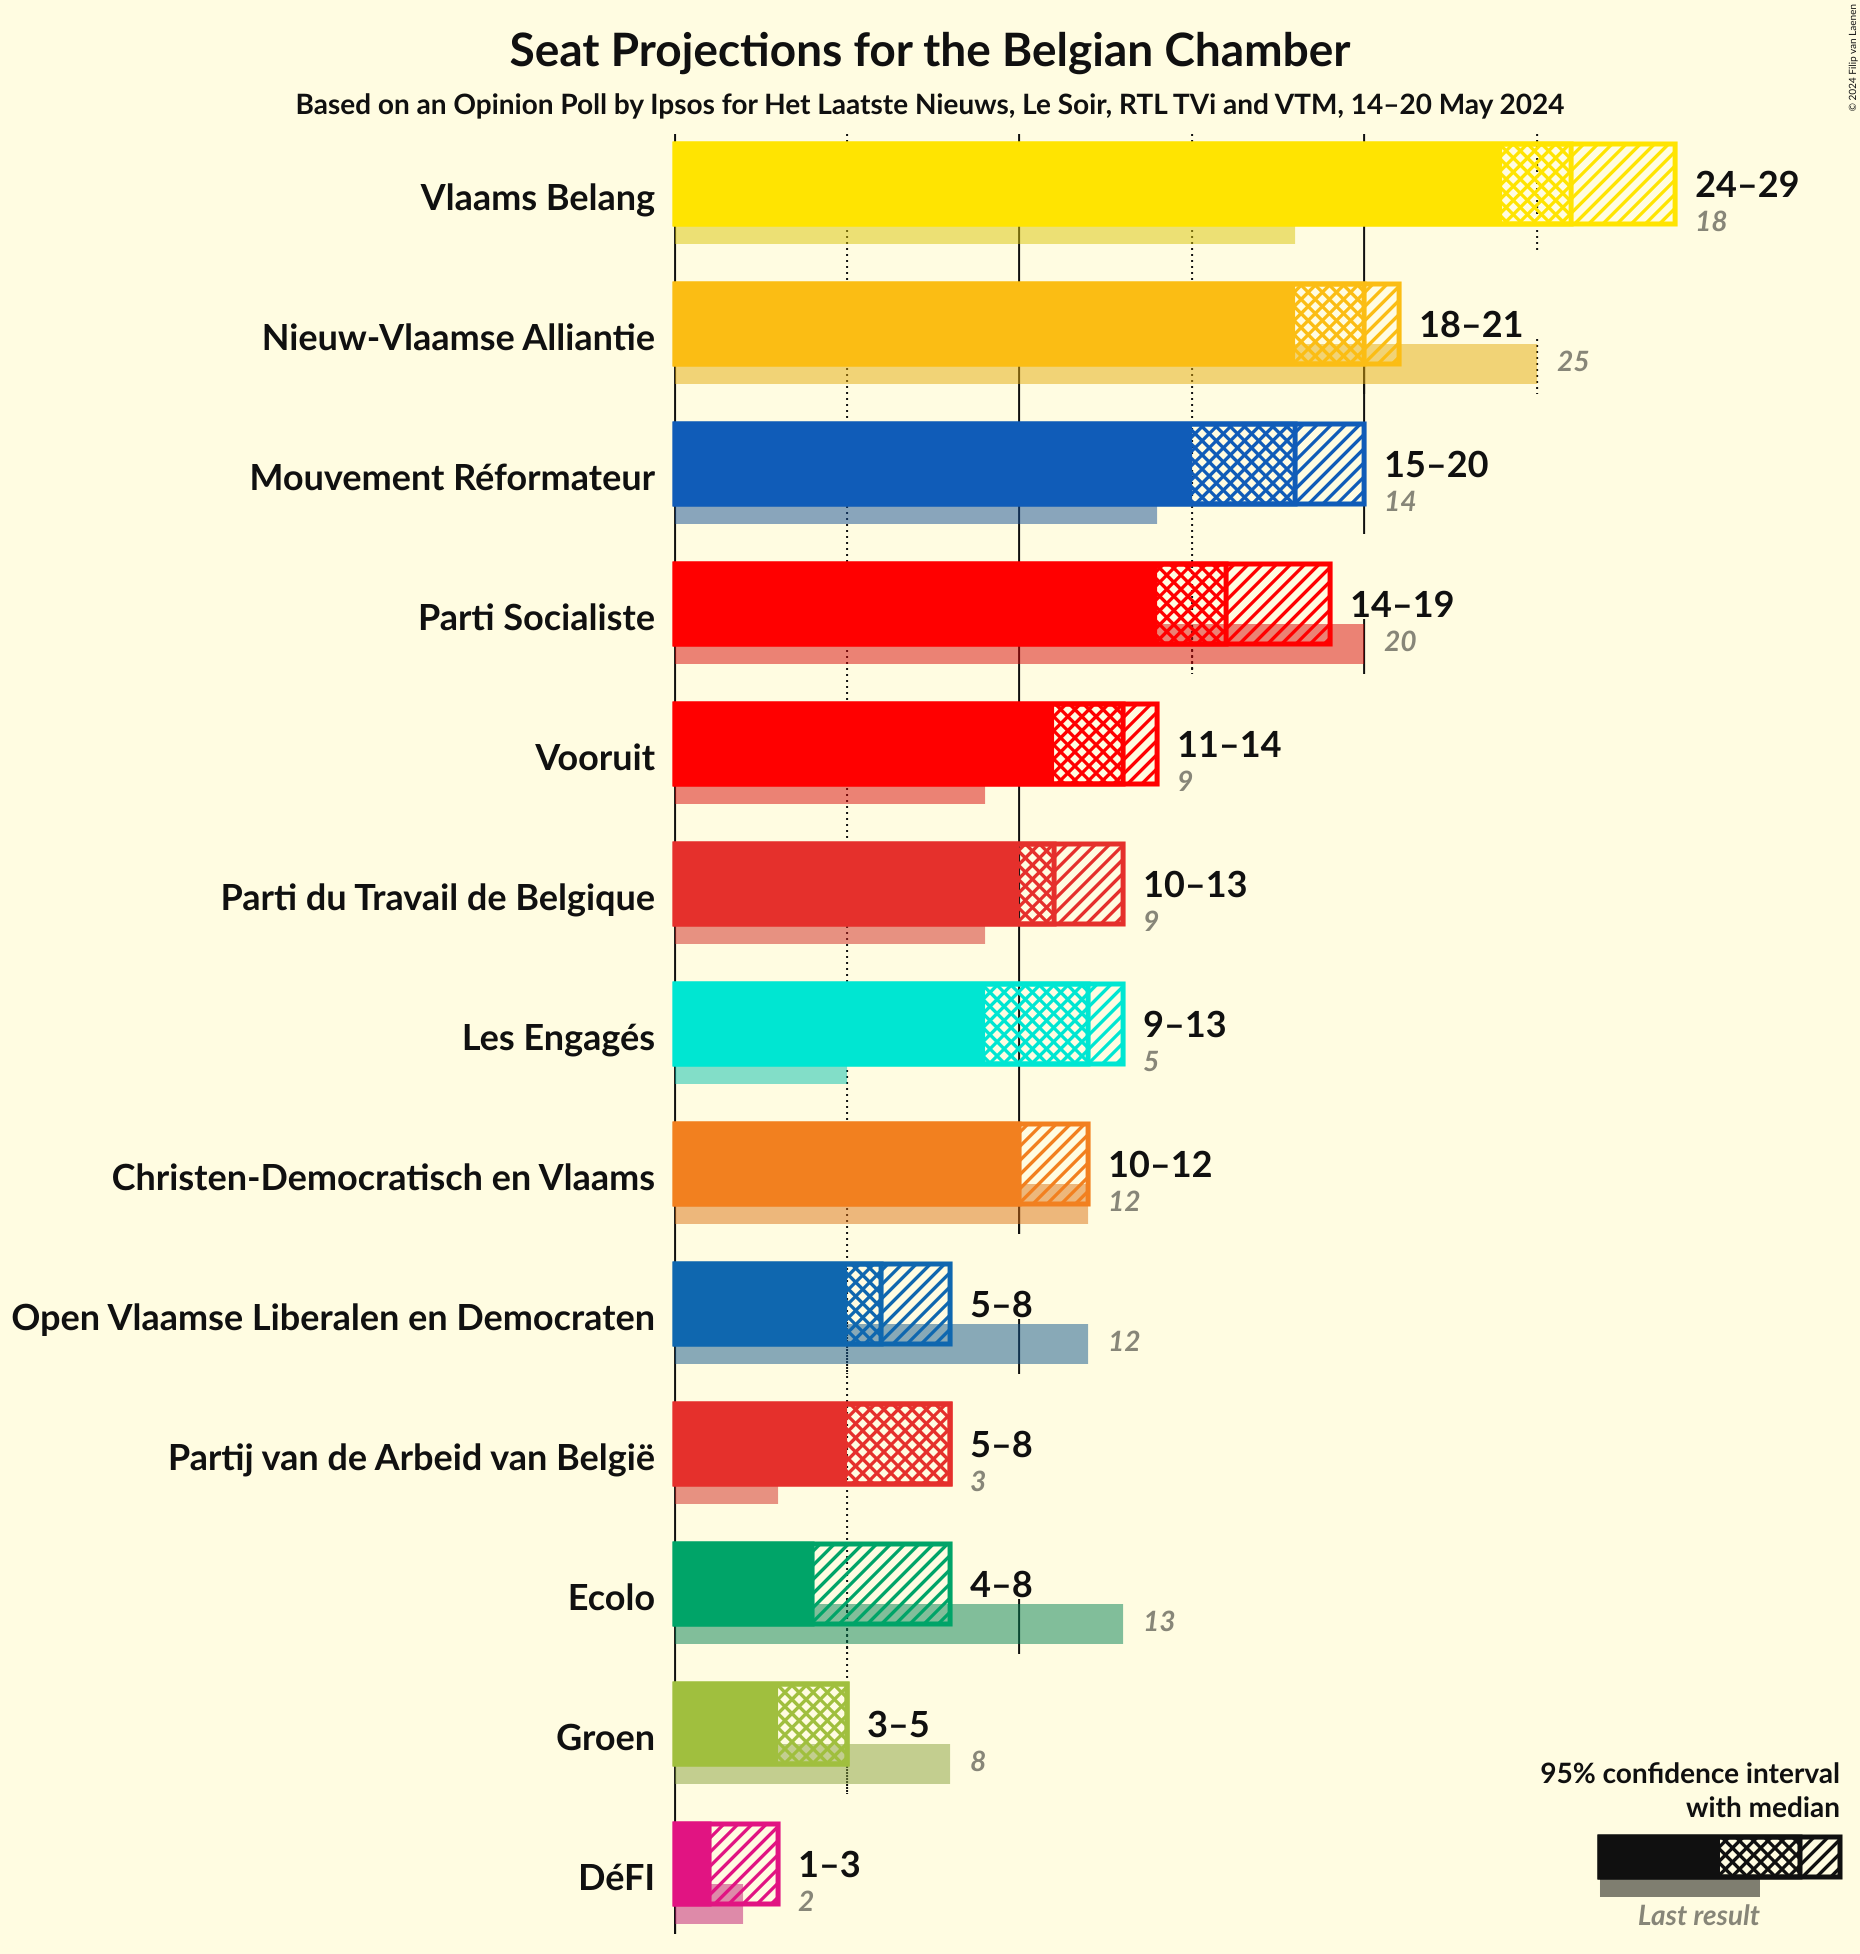 Seat Projections for the Belgian Chamber
Based on an Opinion Poll by Ipsos for Het Laatste Nieuws, Le Soir, RTL TVi and VTM, 14–20 May 2024
© 2024 Filip van Laenen
Vlaams Belang
24–29
18
Nieuw-Vlaamse Alliantie
18–21
25
Mouvement Réformateur
15–20
14
Parti Socialiste
14–19
20
Vooruit
11–14
9
Parti du Travail de Belgique
10–13
9
Les Engagés
9–13
5
Christen-Democratisch en Vlaams
10–12
12
Open Vlaamse Liberalen en Democraten
5–8
12
Partij van de Arbeid van België
5–8
3
Ecolo
4–8
13
Groen
3–5
8
DéFI
1–3
2
95% confidence interval
with median
Last result